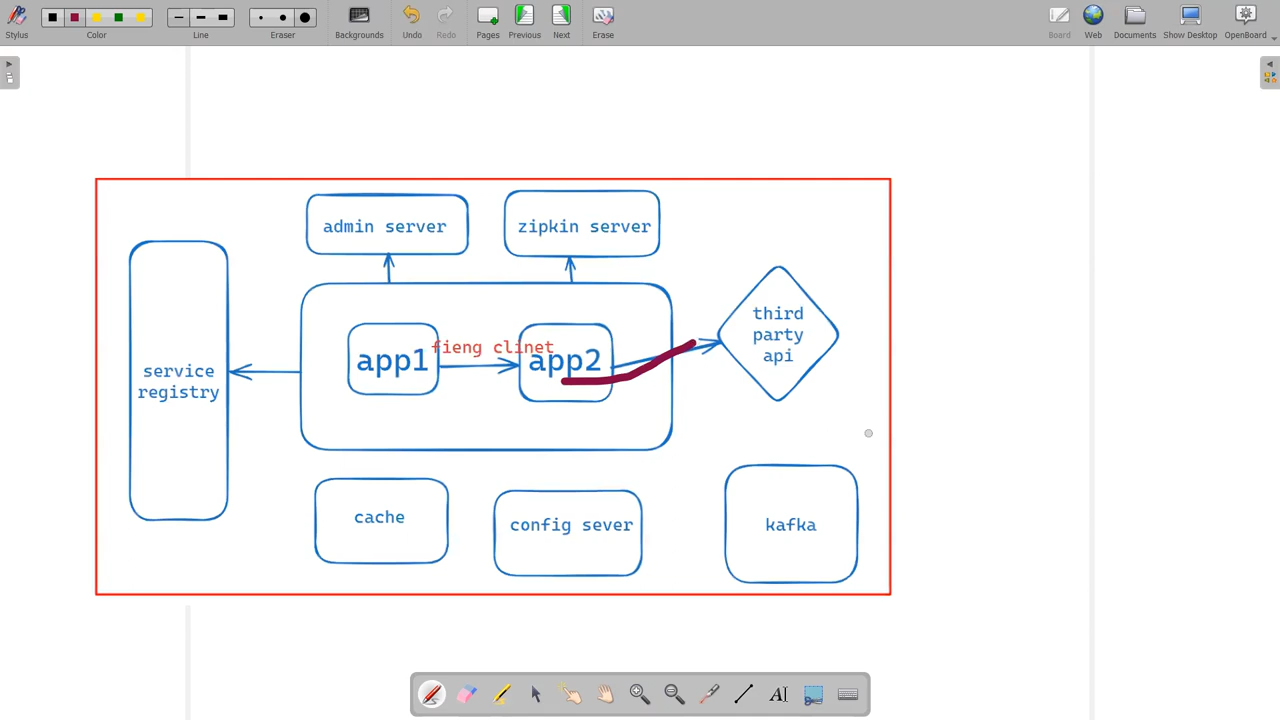 Stylus
Color
Line
Eraser
Backgrounds
Undo
Redo
Pages
Previous
Next
Erase
Board
Web
Documents
Show Desktop
OpenBoard
admin server
zipkin server
service
registry
app1
fieng clinet
app2
third
party
api
cache
config sever
kafka
AI